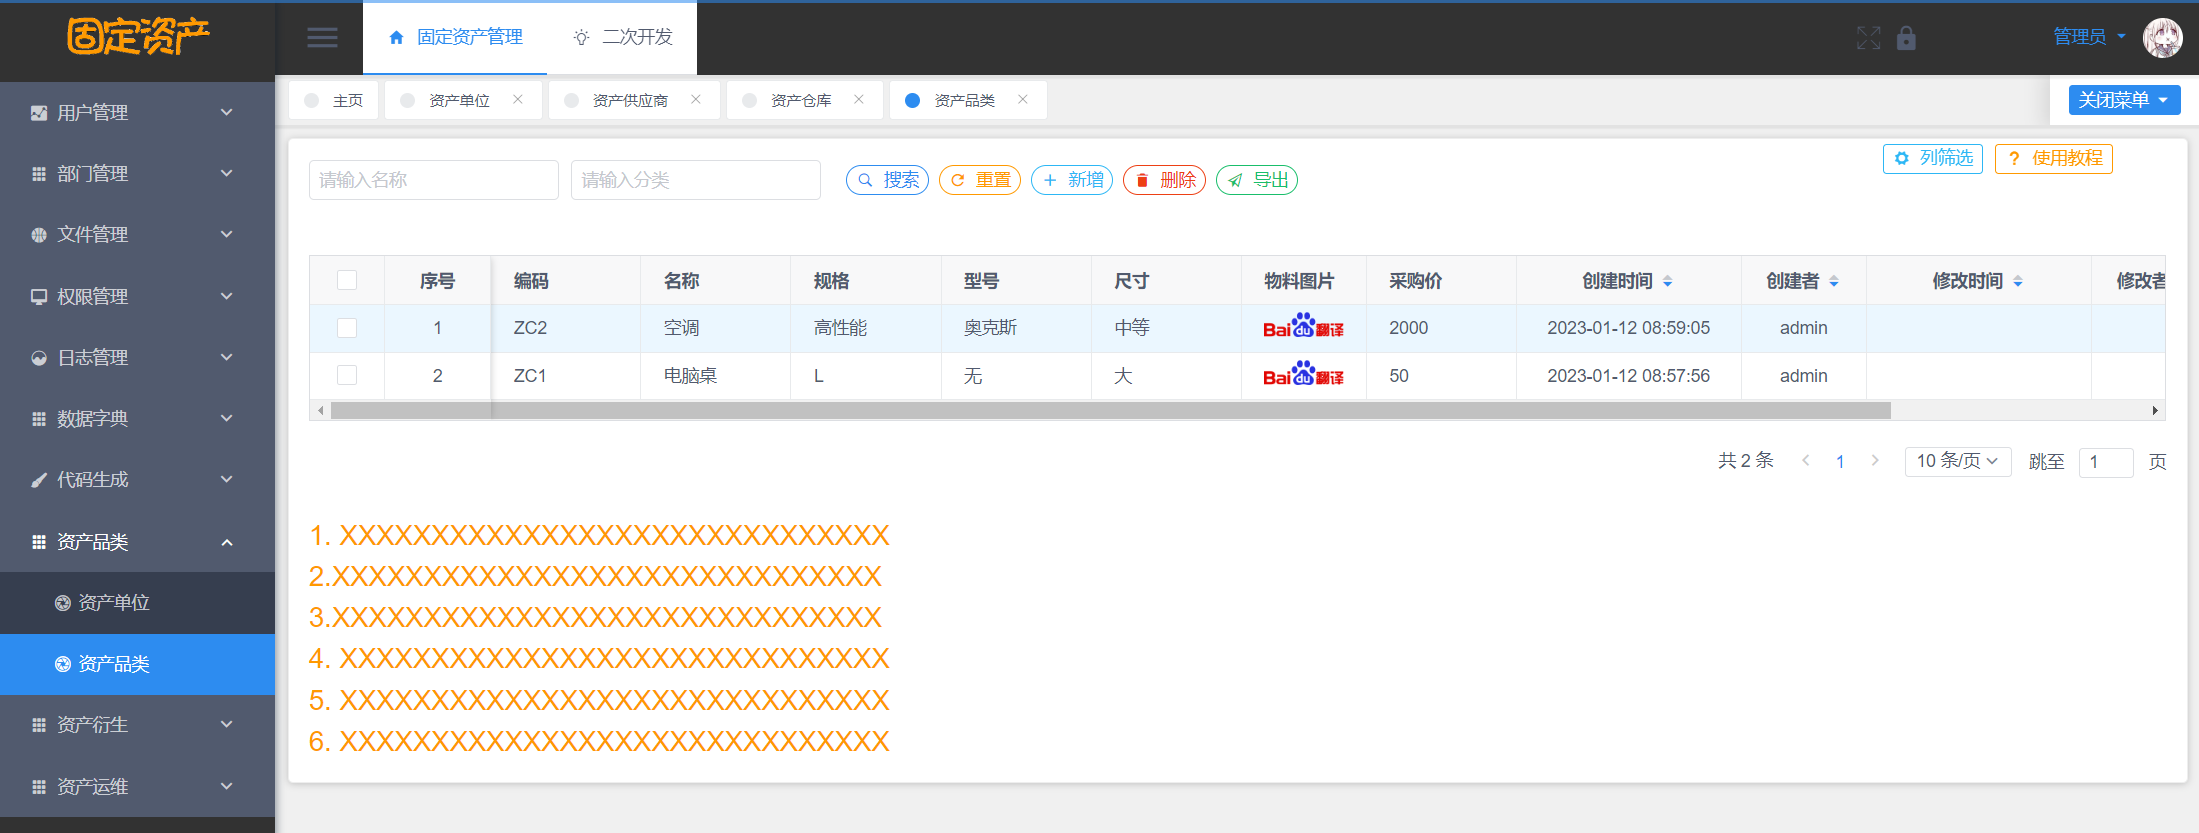 固定资产
固定资产管理
二次开发
管理员
用户管理
部门管理
文件管理
权限管理
日志管理
数据字典
代码生成
资产品类
资产单位
资产品类
资产衍生
资产运维
主页 资产单位 资产供应商 资产仓库 资产品类 关闭菜单
请输入名称 请输入分类 搜索 重置 新增 删除 导出 列筛选 ? 使用教程
序号 编码 名称 规格 型号 尺寸 物料图片 采购价 创建时间 创建者 修改时间 修改者
1 ZC2 空调 高性能 奥克斯 中等 Bai du 翻译 2000 2023-01-12 08:59:05 admin
2 ZC1 电脑桌 L 无 大 Bai du 翻译 50 2023-01-12 08:57:56 admin
共 2 条 1 10 条/页 跳至 1 页
1. XXXXXXXXXXXXXXXXXXXXXXXXXXXXXX
2.XXXXXXXXXXXXXXXXXXXXXXXXXXXXXX
3.XXXXXXXXXXXXXXXXXXXXXXXXXXXXXX
4. XXXXXXXXXXXXXXXXXXXXXXXXXXXXXX
5. XXXXXXXXXXXXXXXXXXXXXXXXXXXXXX
6. XXXXXXXXXXXXXXXXXXXXXXXXXXXXXX